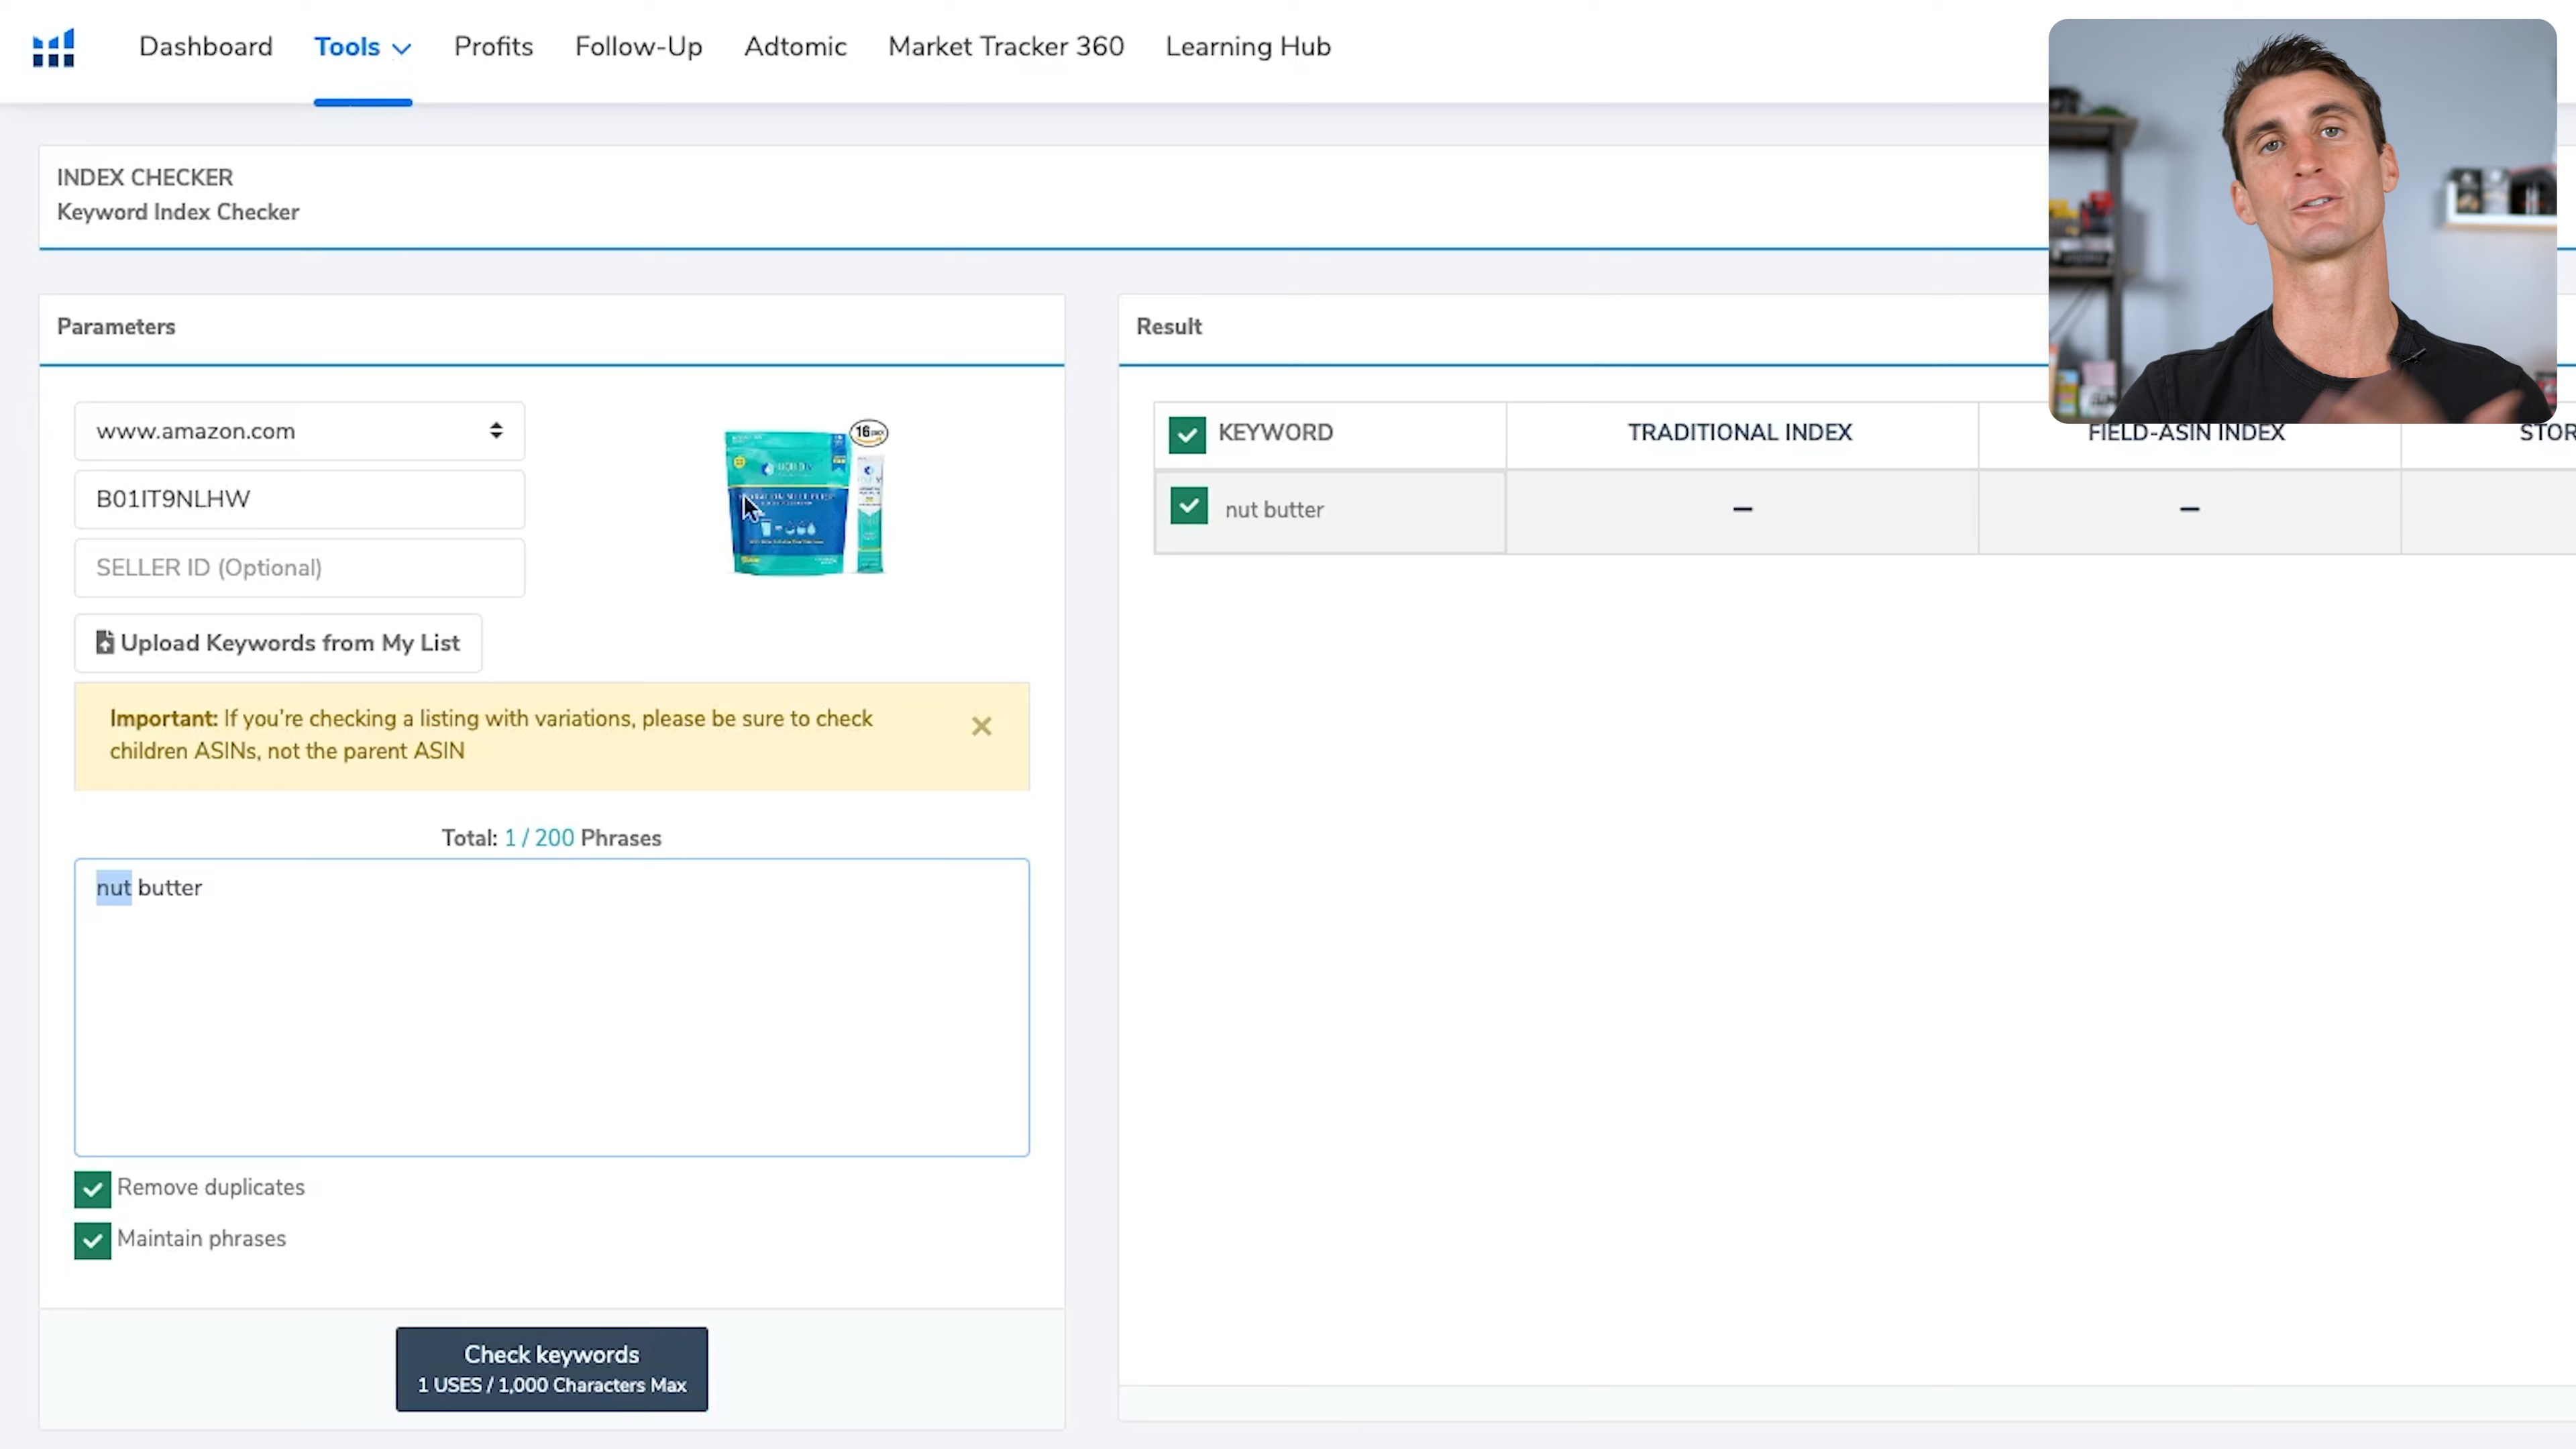 Dashboard
Tools
Profits
Follow-Up
Adtomic
Market Tracker 360
Learning Hub
INDEX CHECKER
Keyword Index Checker
Parameters
www.amazon.com
B01IT9NLHW
SELLER ID (Optional)
16
Upload Keywords from My List
Important: If you're checking a listing with variations, please be sure to check
children ASINs, not the parent ASIN
Total: 1 / 200 Phrases
nut butter
Remove duplicates
Maintain phrases
Check keywords
1 USES / 1,000 Characters Max
Result
KEYWORD
TRADITIONAL INDEX
FIELD-ASIN INDEX
STOR
nut butter
–
–